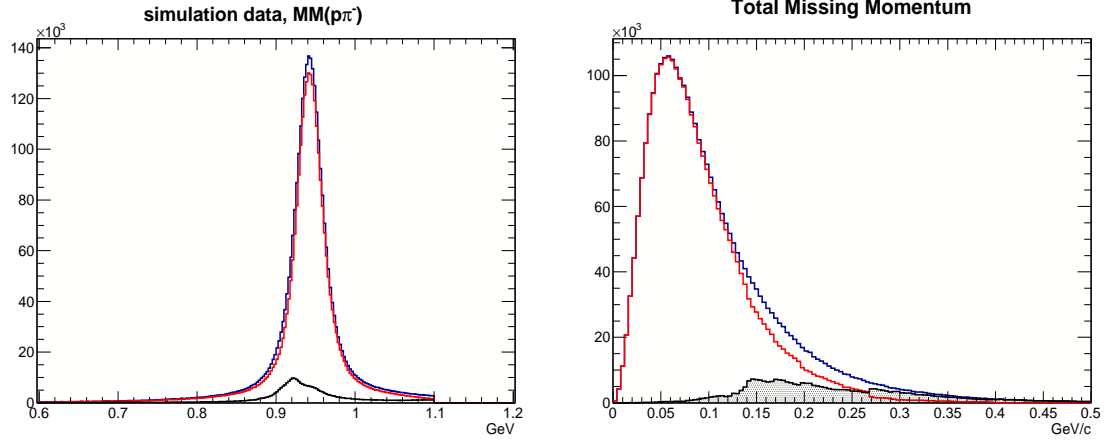 simulation data, MM(pπ⁻)
×10³
140
120
100
80
60
40
20
0
0.6 0.7 0.8 0.9 1 1.1 1.2
GeV
Total Missing Momentum
×10³
100
80
60
40
20
0
0 0.05 0.1 0.15 0.2 0.25 0.3 0.35 0.4 0.45 0.5
GeV/c